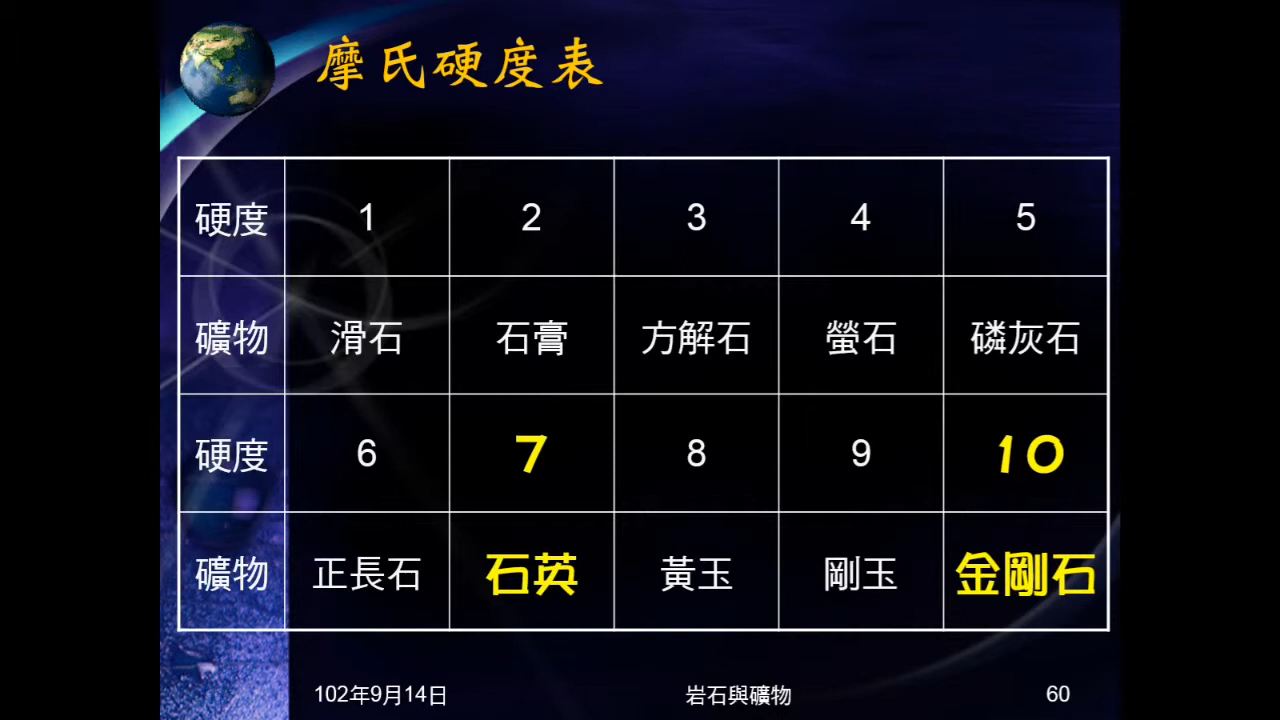 摩氏硬度表
硬度 1 2 3 4 5
礦物 滑石 石膏 方解石 螢石 磷灰石
硬度 6 7 8 9 10
礦物 正長石 石英 黃玉 剛玉 金剛石
102年9月14日 岩石與礦物 60